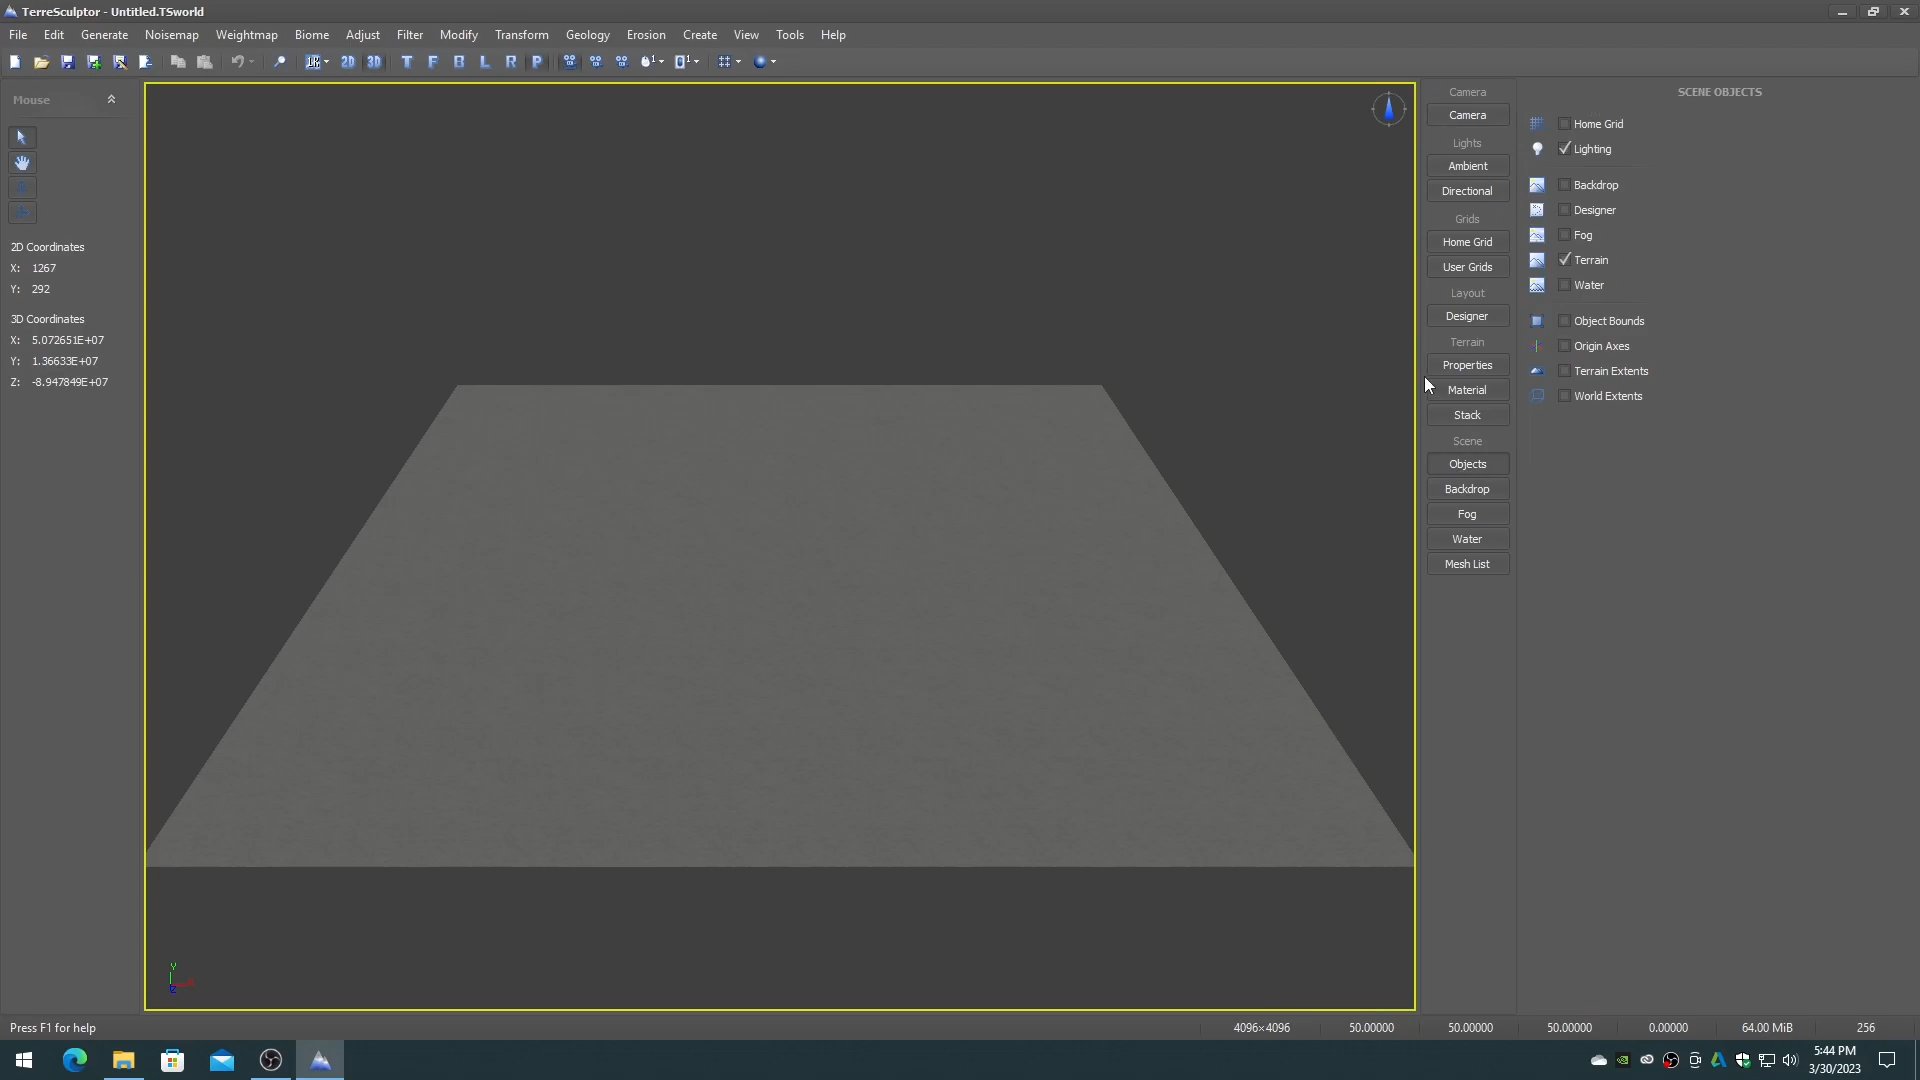 TerreSculptor - Untitled.TSworld
File Edit Generate Noisemap Weightmap Biome Adjust Filter Modify Transform Geology Erosion Create View Tools Help
2D 3D T F B L R P
Mouse
2D Coordinates
X: 1267
Y: 292
3D Coordinates
X: 5.072651E+07
Y: 1.36633E+07
Z: -8.947849E+07
Y
Camera
Camera
Lights
Ambient
Directional
Grids
Home Grid
User Grids
Layout
Designer
Terrain
Properties
Material
Stack
Scene
Objects
Backdrop
Fog
Water
Mesh List
SCENE OBJECTS
Home Grid
Lighting
Backdrop
Designer
Fog
Terrain
Water
Object Bounds
Origin Axes
Terrain Extents
World Extents
Press F1 for help 4096×4096 50.00000 50.00000 50.00000 0.00000 64.00 MiB 256
5:44 PM
3/30/2023